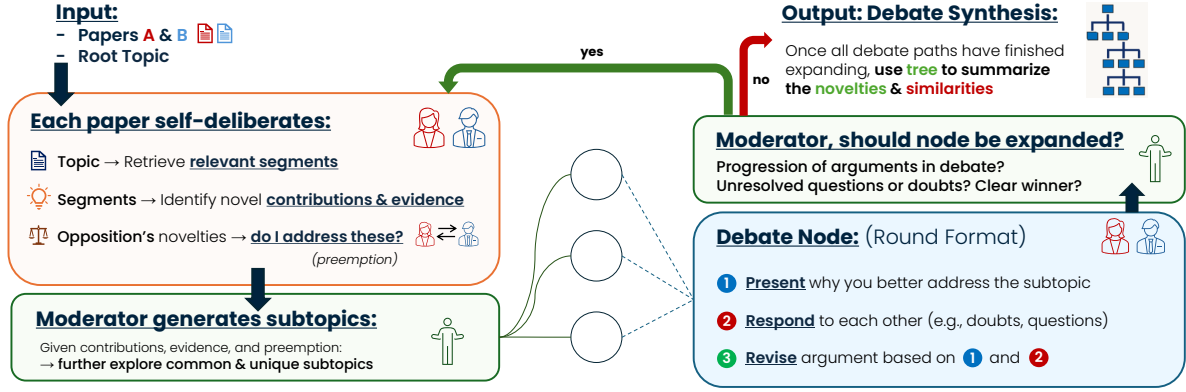 Input:
- Papers A & B
- Root Topic
Each paper self-deliberates:
Topic → Retrieve relevant segments
Segments → Identify novel contributions & evidence
Opposition's novelties → do I address these?
(preemption)
Moderator generates subtopics:
Given contributions, evidence, and preemption:
→ further explore common & unique subtopics
yes
no
Output: Debate Synthesis:
Once all debate paths have finished
expanding, use tree to summarize
the novelties & similarities
Moderator, should node be expanded?
Progression of arguments in debate?
Unresolved questions or doubts? Clear winner?
Debate Node: (Round Format)
1 Present why you better address the subtopic
2 Respond to each other (e.g., doubts, questions)
3 Revise argument based on 1 and 2